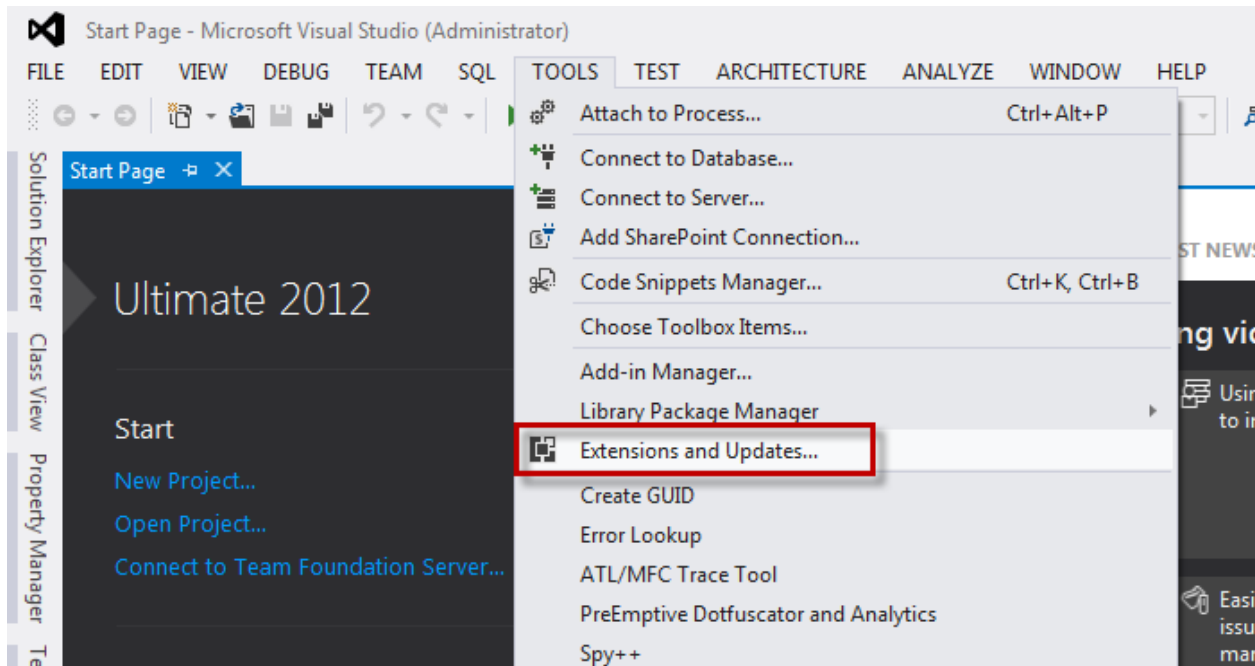 Start Page - Microsoft Visual Studio (Administrator)
FILE EDIT VIEW DEBUG TEAM SQL TOOLS TEST ARCHITECTURE ANALYZE WINDOW HELP
Attach to Process... Ctrl+Alt+P
Connect to Database...
Connect to Server...
Add SharePoint Connection...
Code Snippets Manager... Ctrl+K, Ctrl+B
Choose Toolbox Items...
Add-in Manager...
Library Package Manager
Extensions and Updates...
Create GUID
Error Lookup
ATL/MFC Trace Tool
PreEmptive Dotfuscator and Analytics
Spy++
Solution Explorer
Class View
Property Manager
Start Page
Ultimate 2012
Start
New Project...
Open Project...
Connect to Team Foundation Server...
NEWS
to